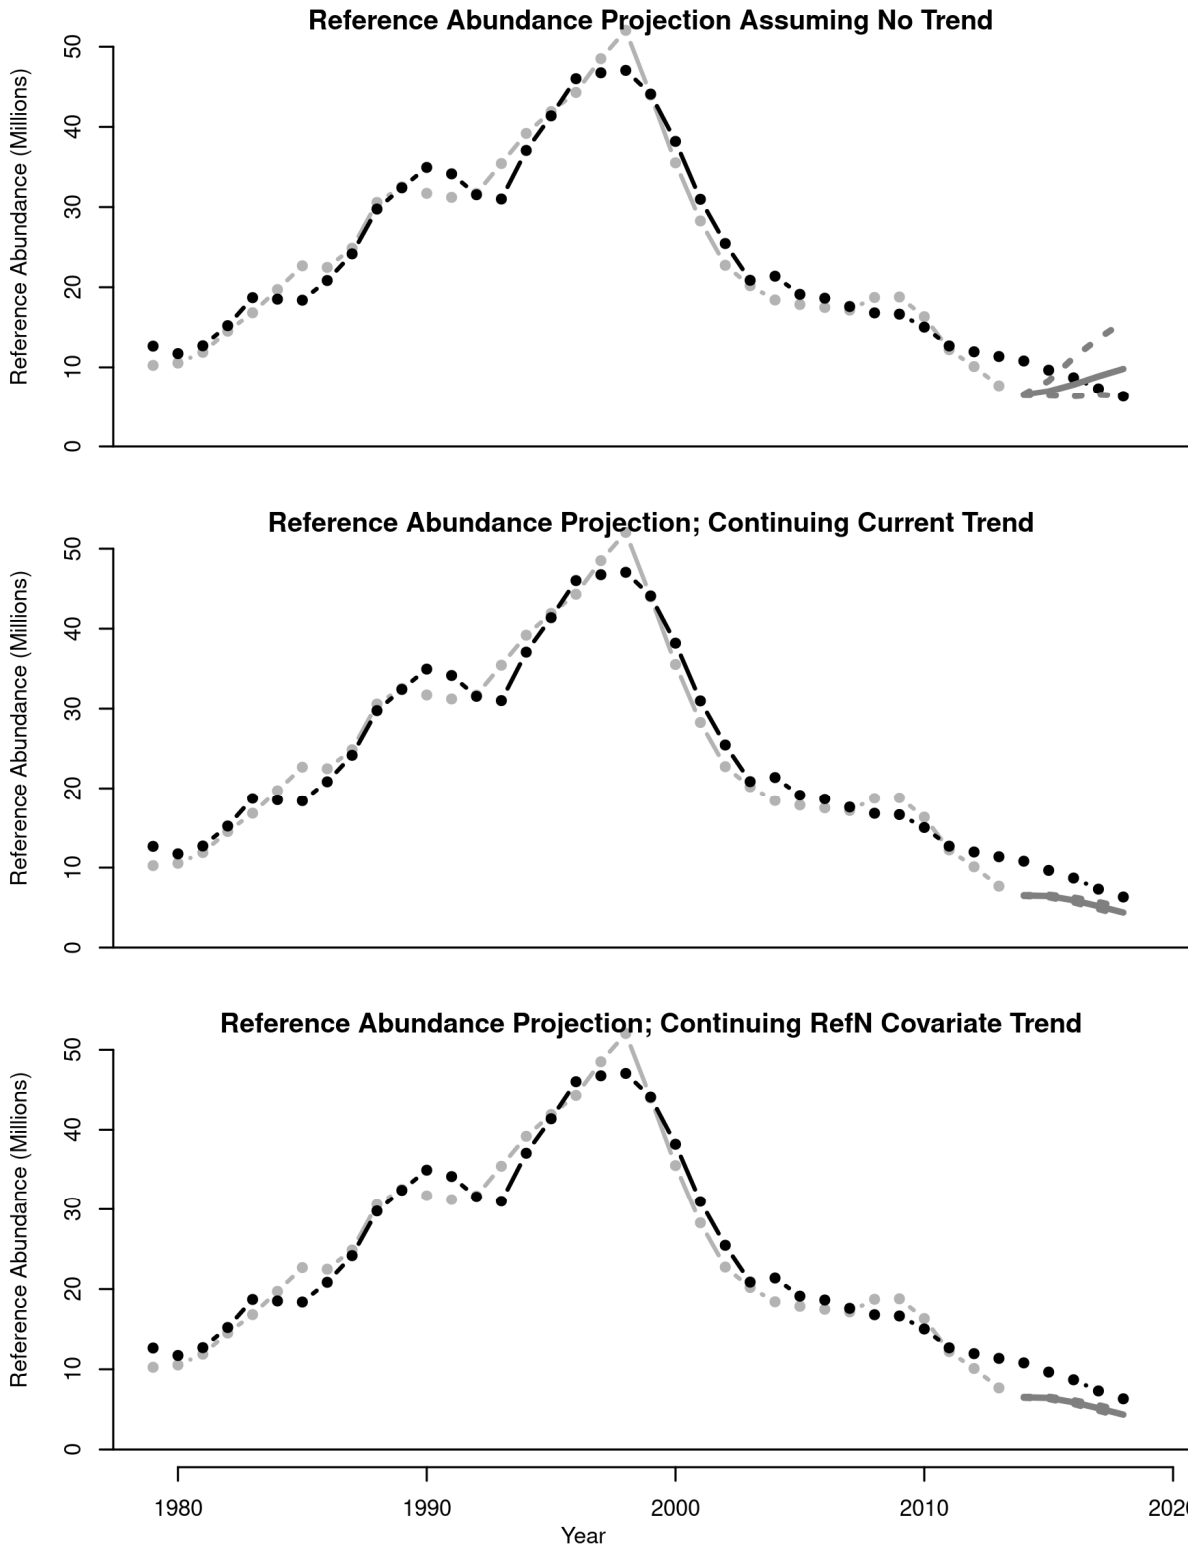 Reference Abundance Projection Assuming No Trend
Reference Abundance (Millions)
50
40
30
20
10
0
Reference Abundance Projection; Continuing Current Trend
Reference Abundance (Millions)
50
40
30
20
10
0
Reference Abundance Projection; Continuing RefN Covariate Trend
Reference Abundance (Millions)
50
40
30
20
10
0
1980 1990 2000 2010 2020
Year